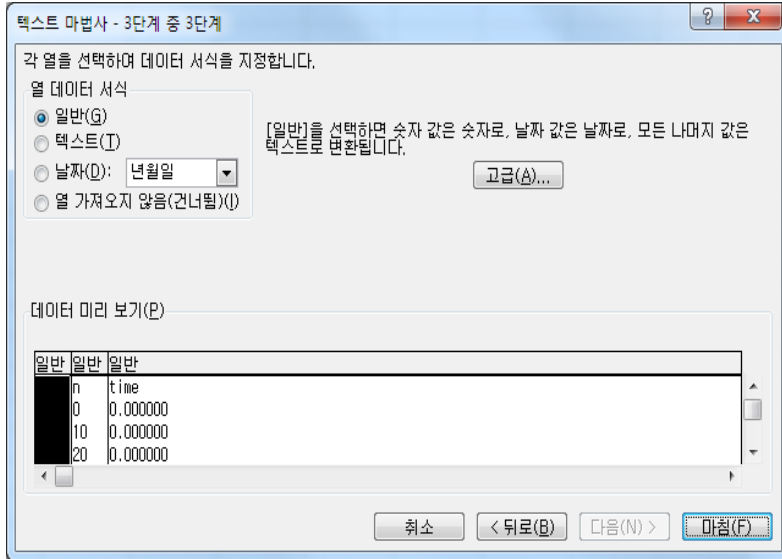 텍스트 마법사 - 3단계 중 3단계
각 열을 선택하여 데이터 서식을 지정합니다.
열 데이터 서식
일반(G)
텍스트(T)
날짜(D): 년월일
열 가져오지 않음(건너뜀)(I)
[일반]을 선택하면 숫자 값은 숫자로, 날짜 값은 날짜로, 모든 나머지 값은
텍스트로 변환됩니다.
고급(A)...
데이터 미리 보기(P)
일반 일반 일반
n time
0 0.000000
10 0.000000
20 0.000000
취소 < 뒤로(B) 다음(N) > 마침(F)